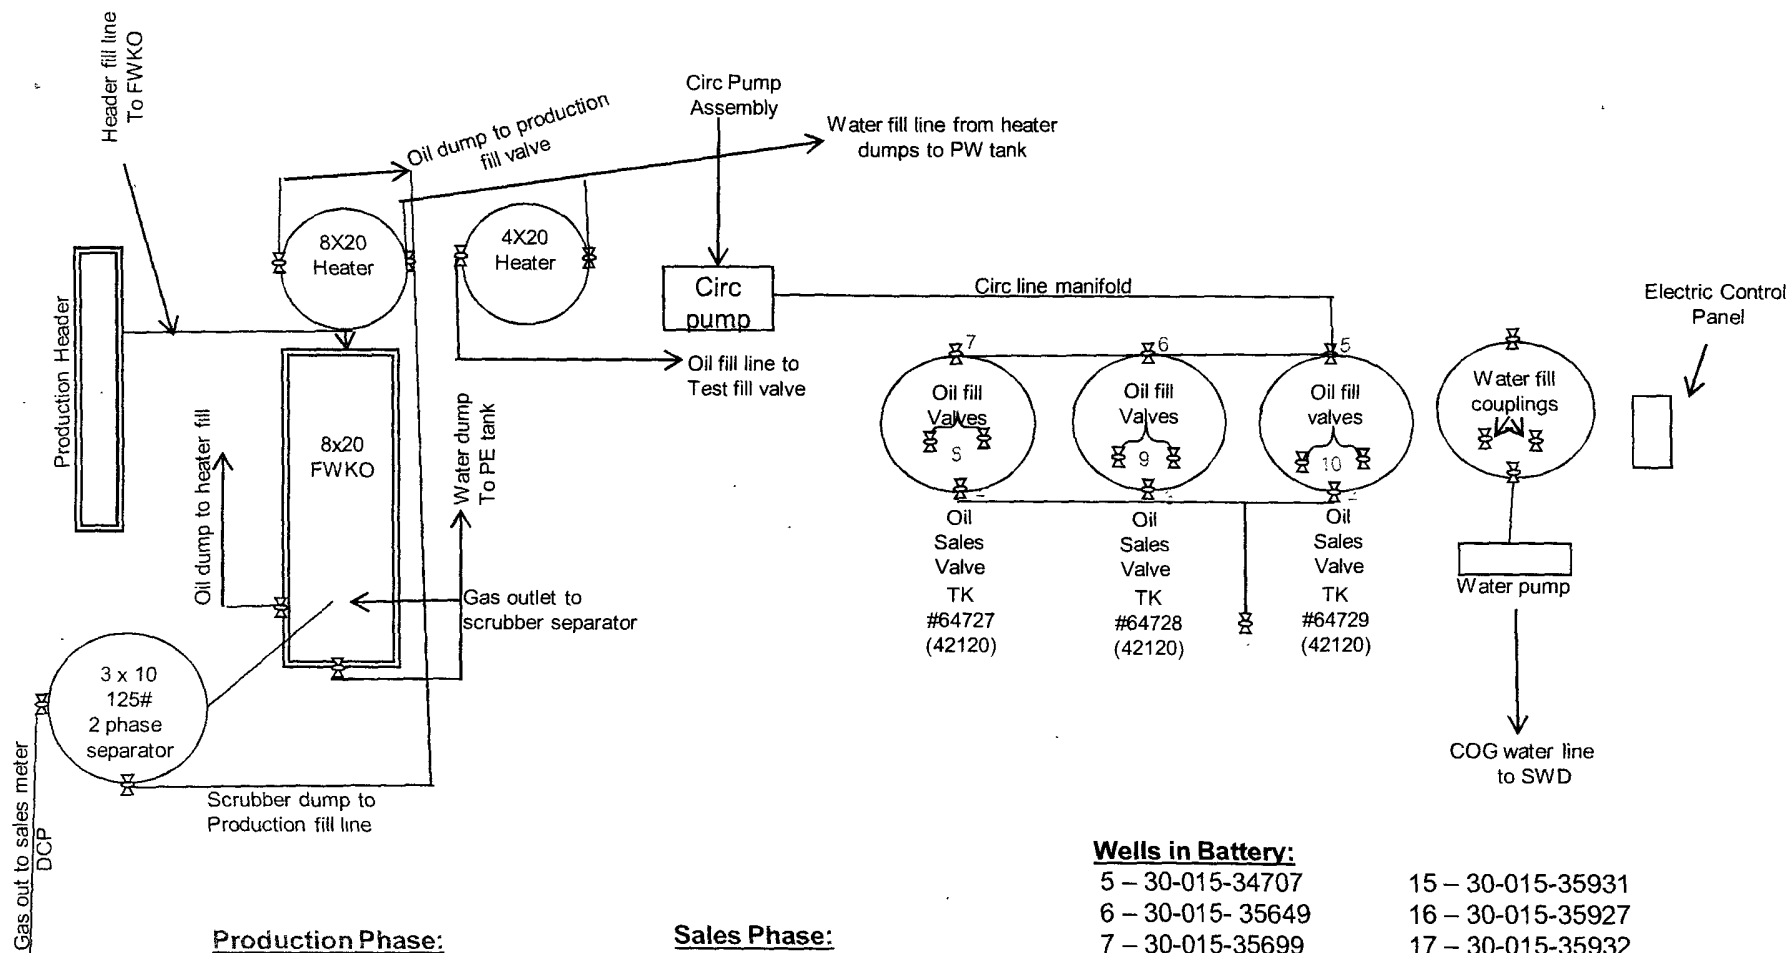 Header fill line
To FWKO
Oil dump to production
fill valve
Circ Pump
Assembly
Water fill line from heater
dumps to PW tank
8X20
Heater
4X20
Heater
Circ
pump
Circ line manifold
Electric Control
Panel
Production Header
Oil fill line to
Test fill valve
8x20
FWKO
Oil dump to heater fill
Water dump
To PE tank
Gas outlet to
scrubber separator
7
6
5
Oil fill
Valves
S
Oil fill
Valves
9
Oil fill
valves
10
Water fill
couplings
Oil
Sales
Valve
TK
#64727
(42120)
Oil
Sales
Valve
TK
#64728
(42120)
Oil
Sales
Valve
TK
#64729
(42120)
Water pump
COG water line
to SWD
3 x 10
125#
2 phase
separator
Scrubber dump to
Production fill line
Gas out to sales meter
DCP
Production Phase:
Sales Phase:
Wells in Battery:
5 – 30-015-34707
6 – 30-015- 35649
7 – 30-015-35699
15 – 30-015-35931
16 – 30-015-35927
17 – 30-015-35932